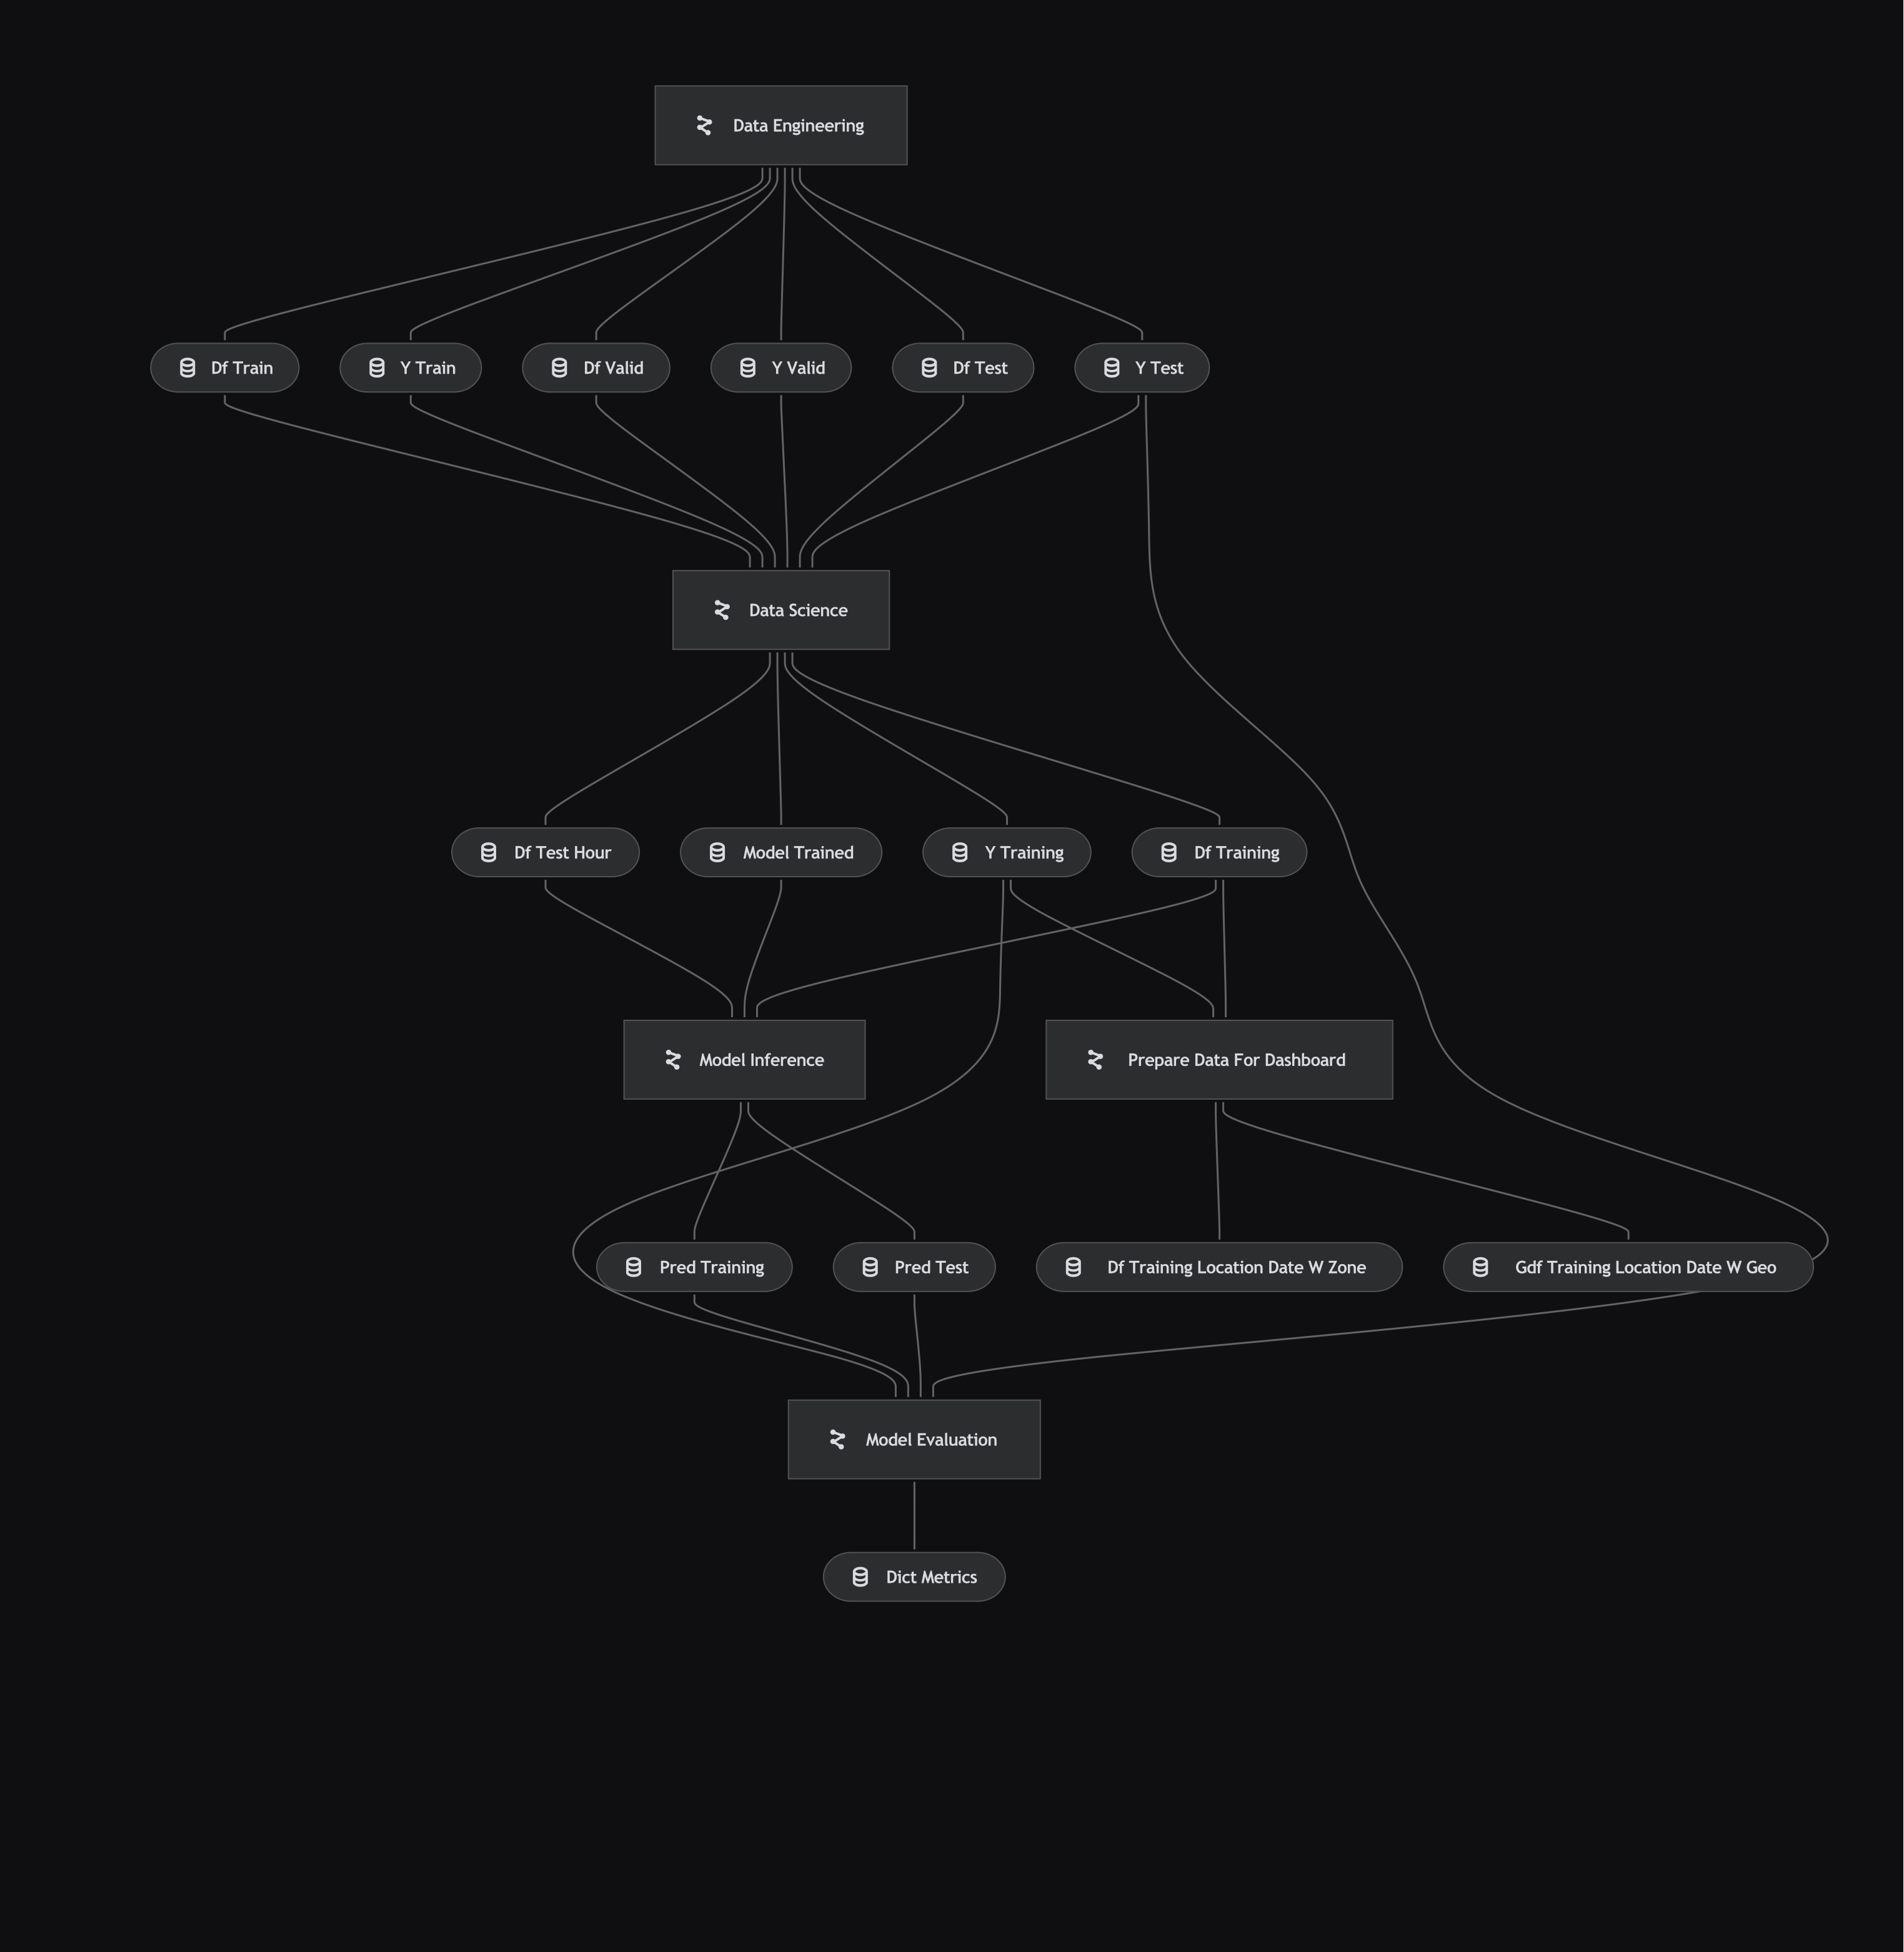 Data Engineering
Df Train
Y Train
Df Valid
Y Valid
Df Test
Y Test
Data Science
Df Test Hour
Model Trained
Y Training
Df Training
Model Inference
Prepare Data For Dashboard
Pred Training
Pred Test
Df Training Location Date W Zone
Gdf Training Location Date W Geo
Model Evaluation
Dict Metrics